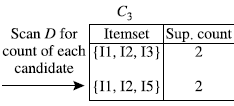 C3
Scan D for
count of each
candidate
Itemset
Sup. count
{I1, I2, I3}
2
{I1, I2, I5}
2